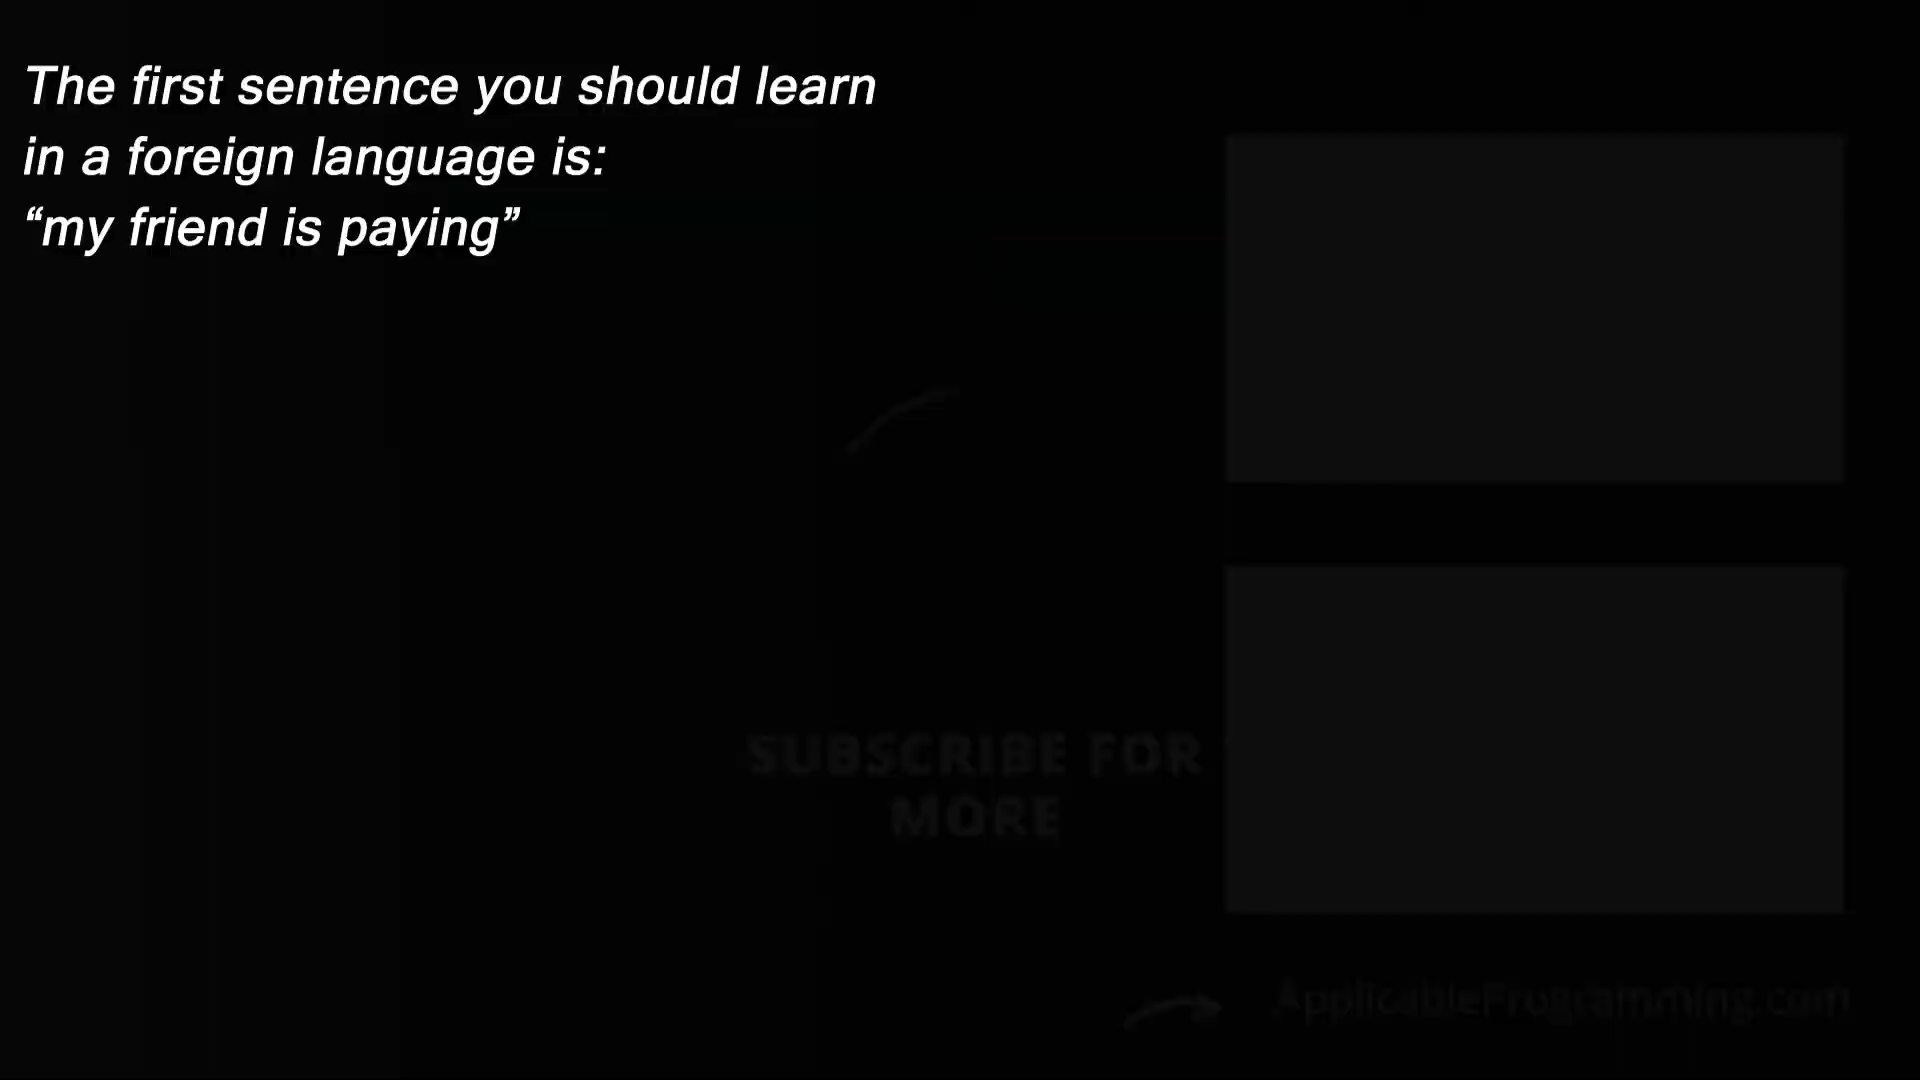 The first sentence you should learn
in a foreign language is:
“my friend is paying”
SUBSCRIBE FOR
MORE
ApplicableProgramming.com